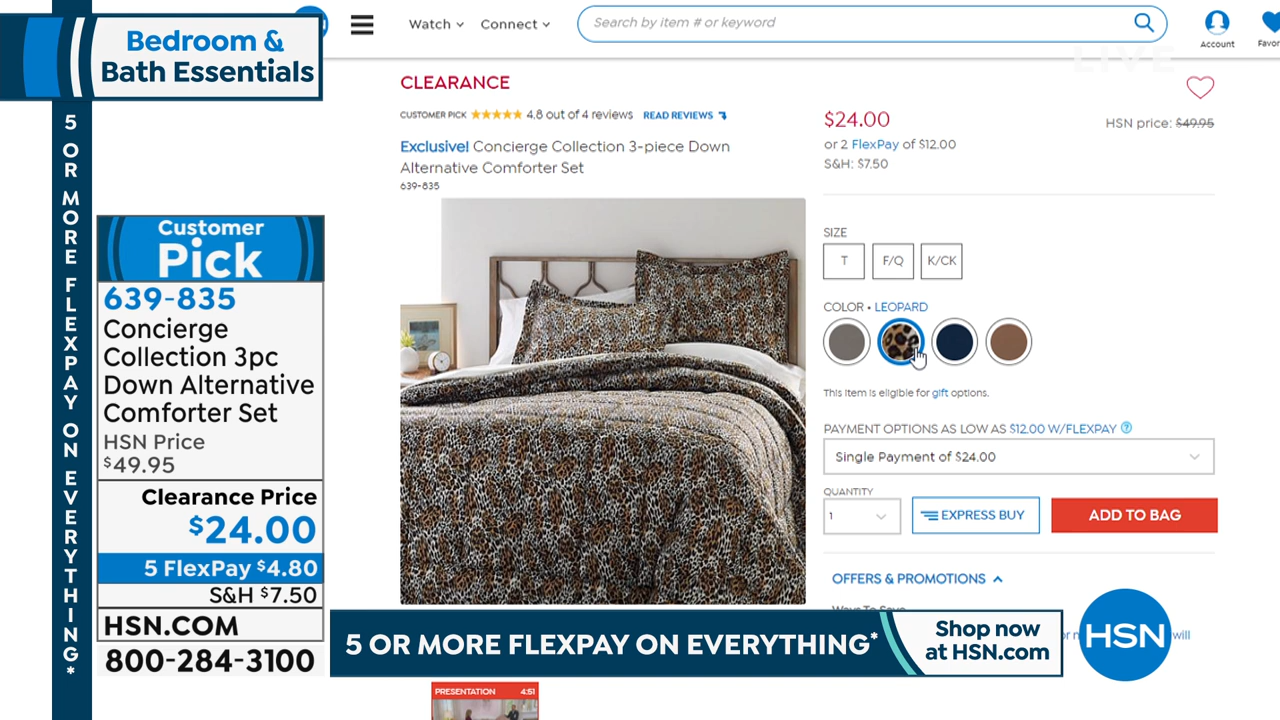 Bedroom &
Bath Essentials
5 OR MORE FLEXPAY ON EVERYTHING*
Customer
Pick
639-835
Concierge
Collection 3pc
Down Alternative
Comforter Set
HSN Price
$49.95
Clearance Price
$24.00
5 FlexPay $4.80
S&H $7.50
HSN.COM
800-284-3100
Watch
Connect
Search by item # or keyword
Account
LIVE
CLEARANCE
CUSTOMER PICK 4.8 out of 4 reviews READ REVIEWS
Exclusive! Concierge Collection 3-piece Down
Alternative Comforter Set
639-835
$24.00
HSN price: $49.95
or 2 FlexPay of $12.00
S&H: $7.50
SIZE
T F/Q K/CK
COLOR • LEOPARD
This item is eligible for gift options.
PAYMENT OPTIONS AS LOW AS $12.00 W/FLEXPAY ?
Single Payment of $24.00
QUANTITY
1
EXPRESS BUY
ADD TO BAG
OFFERS & PROMOTIONS
Ways To Save
will
5 OR MORE FLEXPAY ON EVERYTHING*
Shop now
at HSN.com
HSN
PRESENTATION 4:51